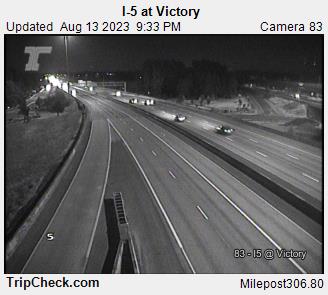 I-5 at Victory
Updated Aug 13 2023 9:33 PM Camera 83
83 - I5 @ Victory
TripCheck.com Milepost306.80